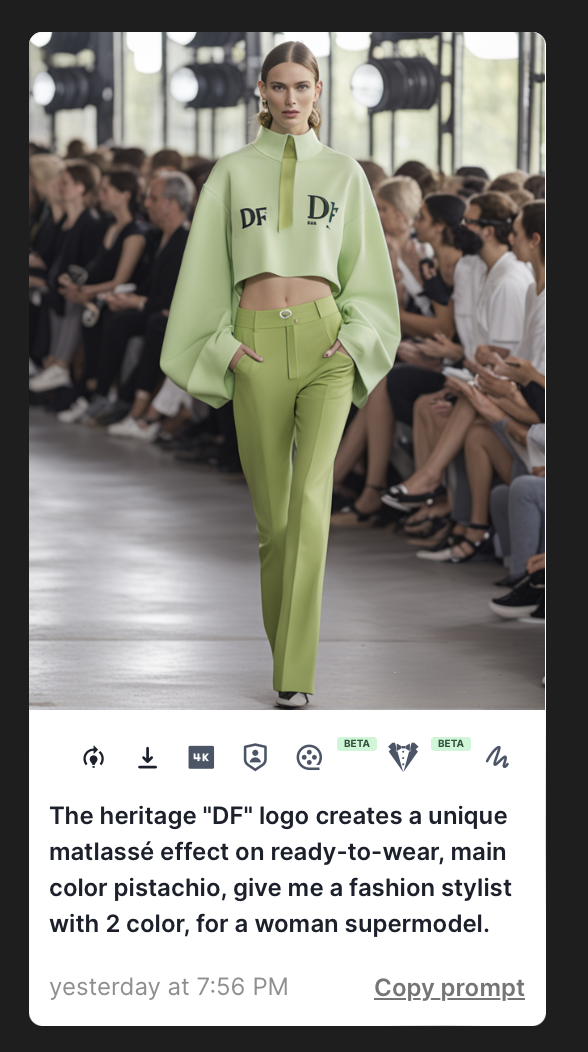 DF DF
4K
BETA BETA
The heritage "DF" logo creates a unique
matlassé effect on ready-to-wear, main
color pistachio, give me a fashion stylist
with 2 color, for a woman supermodel.
yesterday at 7:56 PM Copy prompt